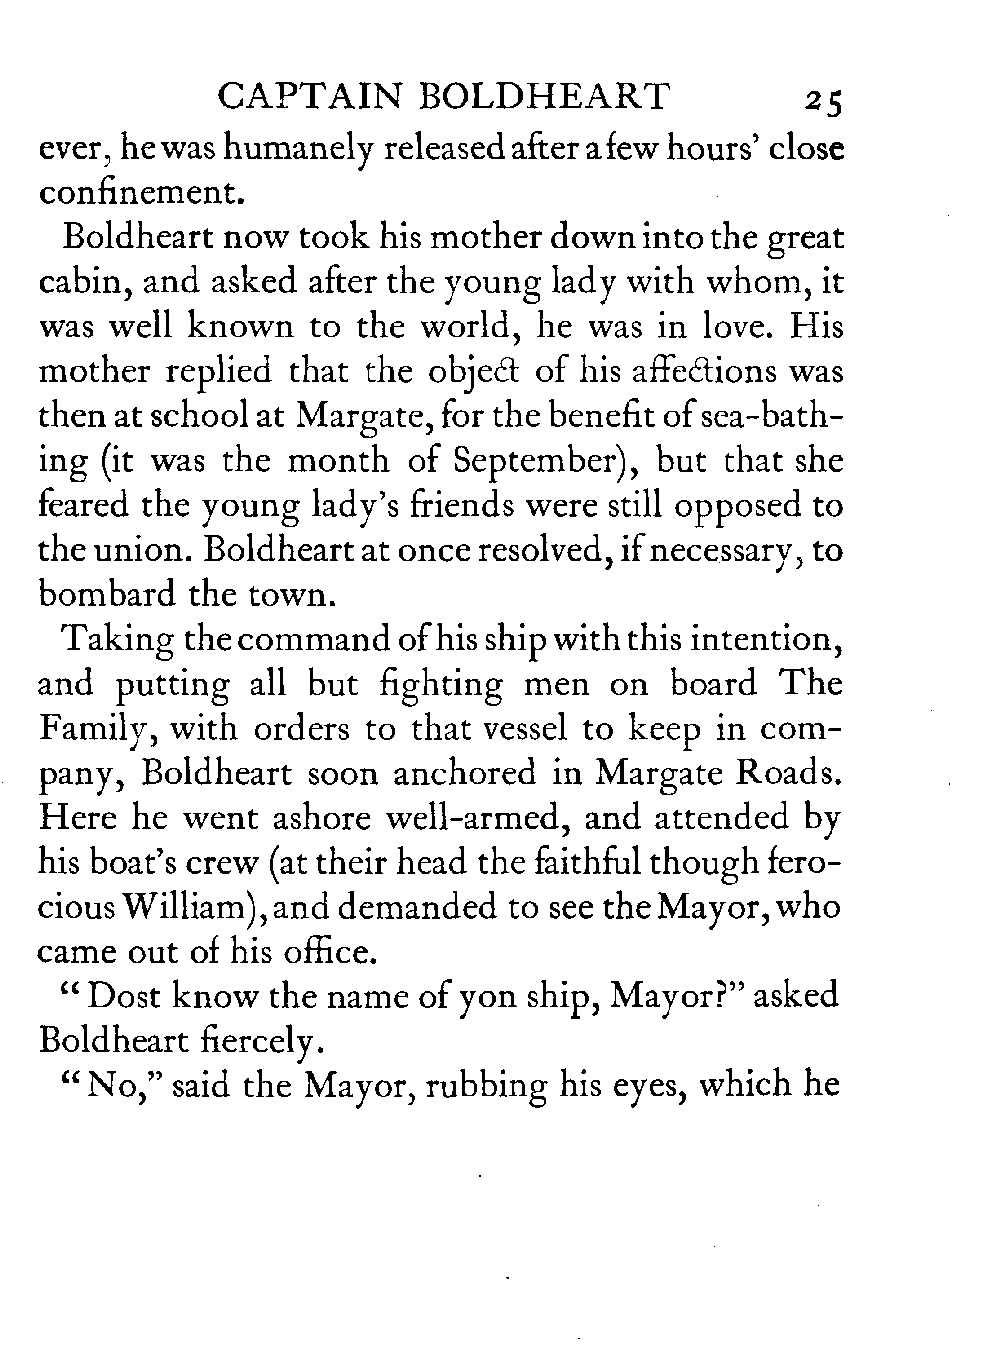 CAPTAIN BOLDHEART 25
ever, he was humanely released after a few hours’ close
confinement.
Boldheart now took his mother down into the great
cabin, and asked after the young lady with whom, it
was well known to the world, he was in love. His
mother replied that the object of his affections was
then at school at Margate, for the benefit of sea-bath-
ing (it was the month of September), but that she
feared the young lady’s friends were still opposed to
the union. Boldheart at once resolved, if necessary, to
bombard the town.
Taking the command of his ship with this intention,
and putting all but fighting men on board The
Family, with orders to that vessel to keep in com-
pany, Boldheart soon anchored in Margate Roads.
Here he went ashore well-armed, and attended by
his boat’s crew (at their head the faithful though fero-
cious William), and demanded to see the Mayor, who
came out of his office.
“Dost know the name of yon ship, Mayor?” asked
Boldheart fiercely.
“No,” said the Mayor, rubbing his eyes, which he